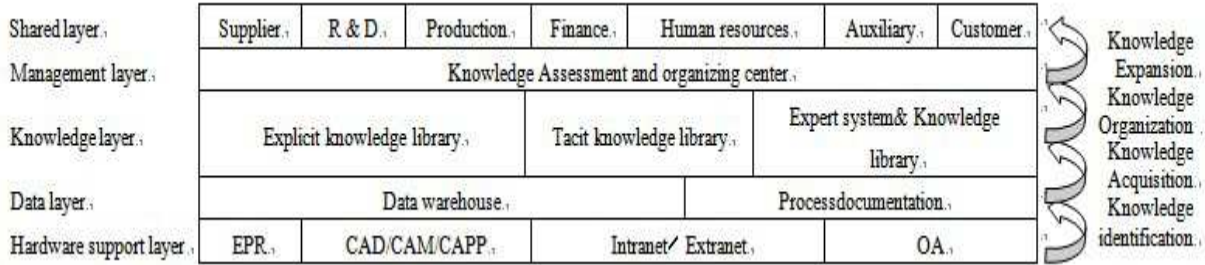 Shared layer. Supplier. R & D. Production. Finance. Human resources. Auxiliary. Customer.
Knowledge
Expansion.
Management layer. Knowledge Assessment and organizing center.
Knowledge
Organization.
Knowledge layer. Explicit knowledge library. Tacit knowledge library. Expert system& Knowledge
library.
Knowledge
Acquisition.
Data layer. Data warehouse. Processdocumentation.
Knowledge
identification.
Hardware support layer. EPR. CAD/CAM/CAPP. Intranet/ Extranet. OA.